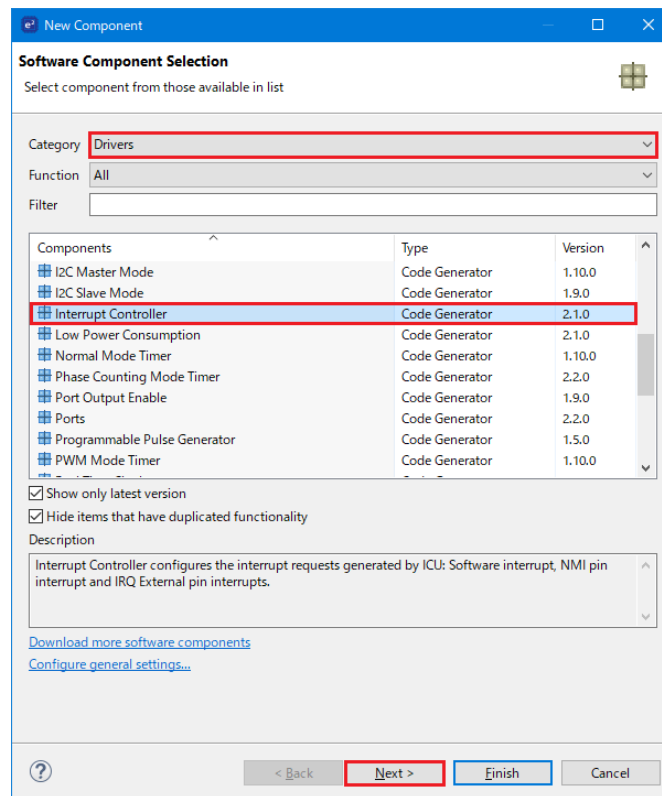 e² New Component
Software Component Selection
Select component from those available in list
Category Drivers
Function All
Filter
Components Type Version
I2C Master Mode Code Generator 1.10.0
I2C Slave Mode Code Generator 1.9.0
Interrupt Controller Code Generator 2.1.0
Low Power Consumption Code Generator 2.1.0
Normal Mode Timer Code Generator 1.10.0
Phase Counting Mode Timer Code Generator 2.2.0
Port Output Enable Code Generator 1.9.0
Ports Code Generator 2.2.0
Programmable Pulse Generator Code Generator 1.5.0
PWM Mode Timer Code Generator 1.10.0
Show only latest version
Hide items that have duplicated functionality
Description
Interrupt Controller configures the interrupt requests generated by ICU: Software interrupt, NMI pin
interrupt and IRQ External pin interrupts.
Download more software components
Configure general settings...
? < Back Next > Finish Cancel